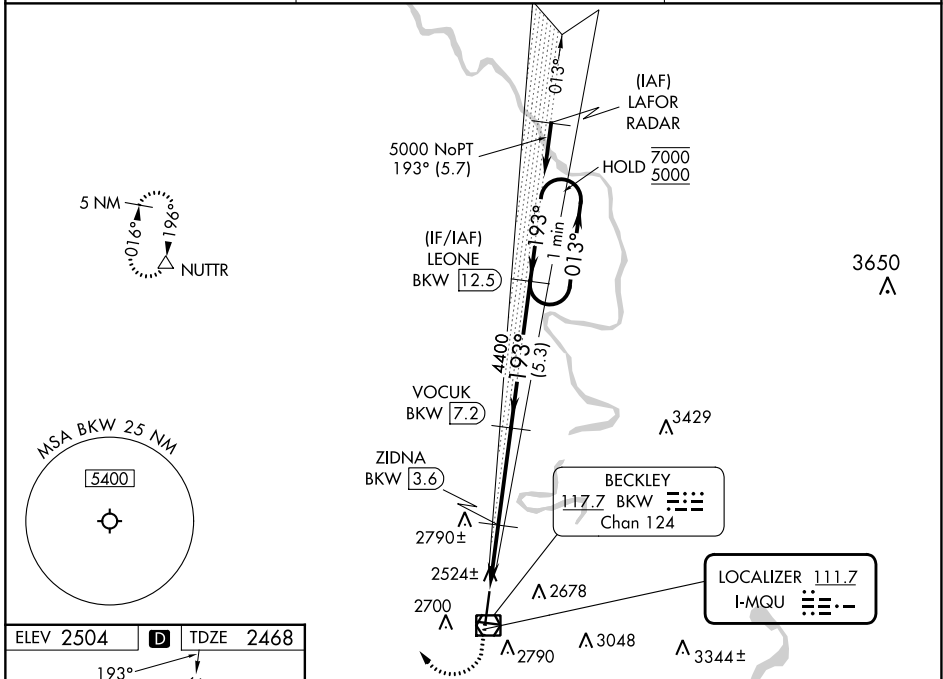 013°
(IAF)
LAFOR
RADAR
5000 NoPT
193° (5.7)
HOLD 7000
5000
5 NM
016°
196°
NUTTR
193°
1 min
013°
(IF/IAF)
LEONE
BKW 12.5
3650
4400
193°
(5.3)
VOCUK
BKW 7.2
3429
MSA BKW 25 NM
5400
ZIDNA
BKW 3.6
BECKLEY
117.7 BKW
Chan 124
2790±
2524±
2678
LOCALIZER 111.7
I-MQU
2700
2790
3048
3344±
ELEV 2504 D TDZE 2468
193°